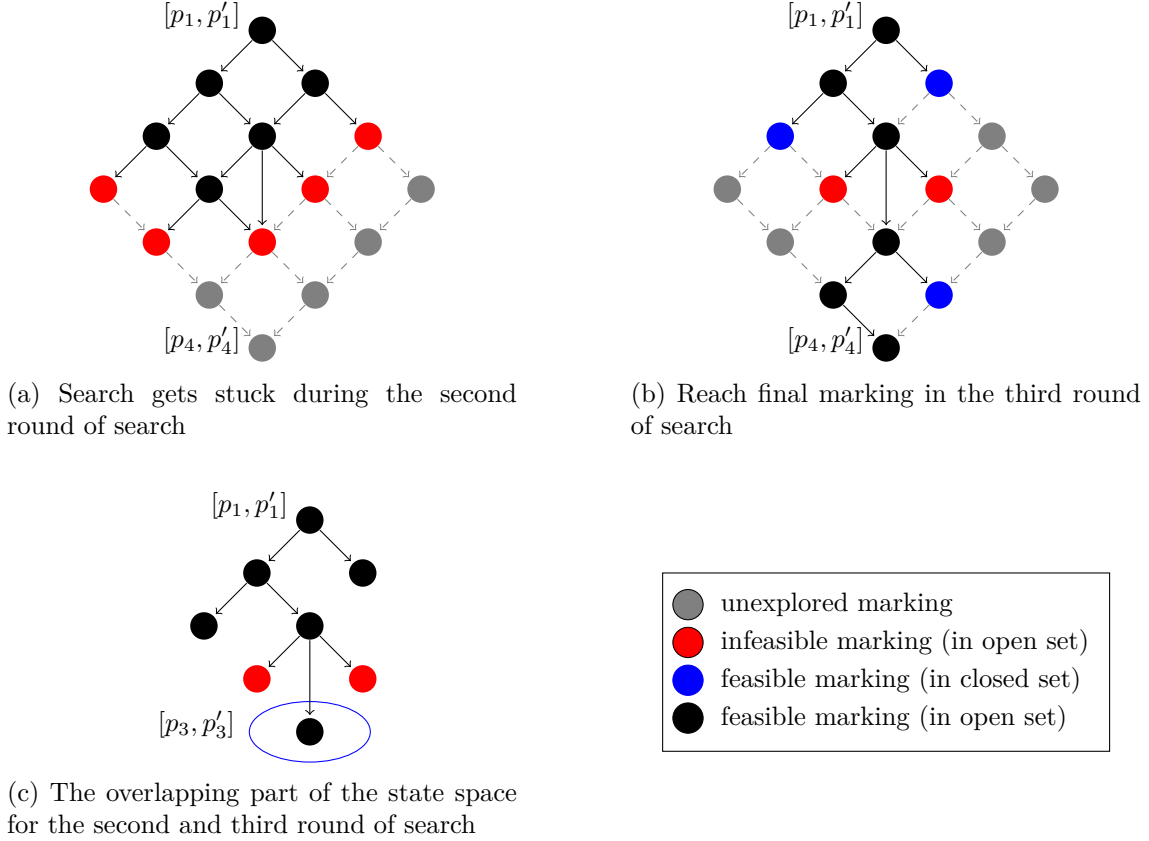 [p₁, p′₁]
[p₁, p′₁]
[p₄, p′₄]
[p₄, p′₄]
(a) Search gets stuck during the second
round of search
(b) Reach final marking in the third round
of search
[p₁, p′₁]
[p₃, p′₃]
(c) The overlapping part of the state space
for the second and third round of search
unexplored marking
infeasible marking (in open set)
feasible marking (in closed set)
feasible marking (in open set)